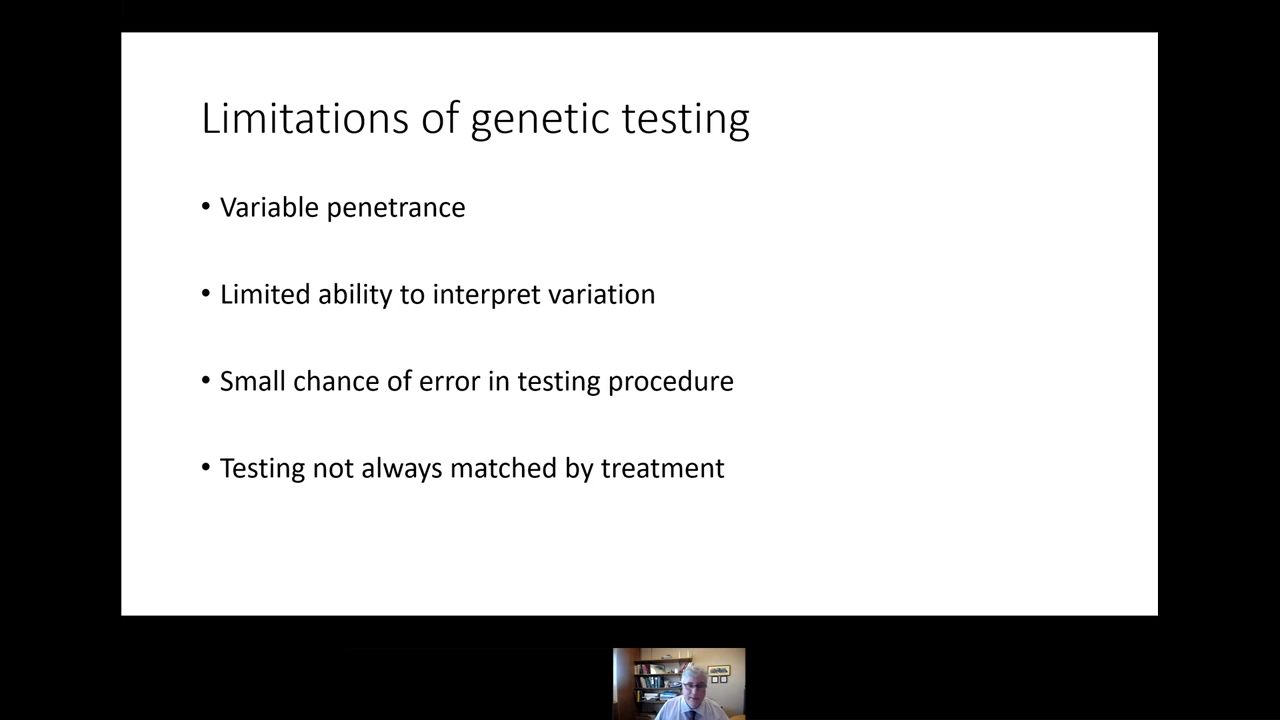 Limitations of genetic testing
• Variable penetrance
• Limited ability to interpret variation
• Small chance of error in testing procedure
• Testing not always matched by treatment